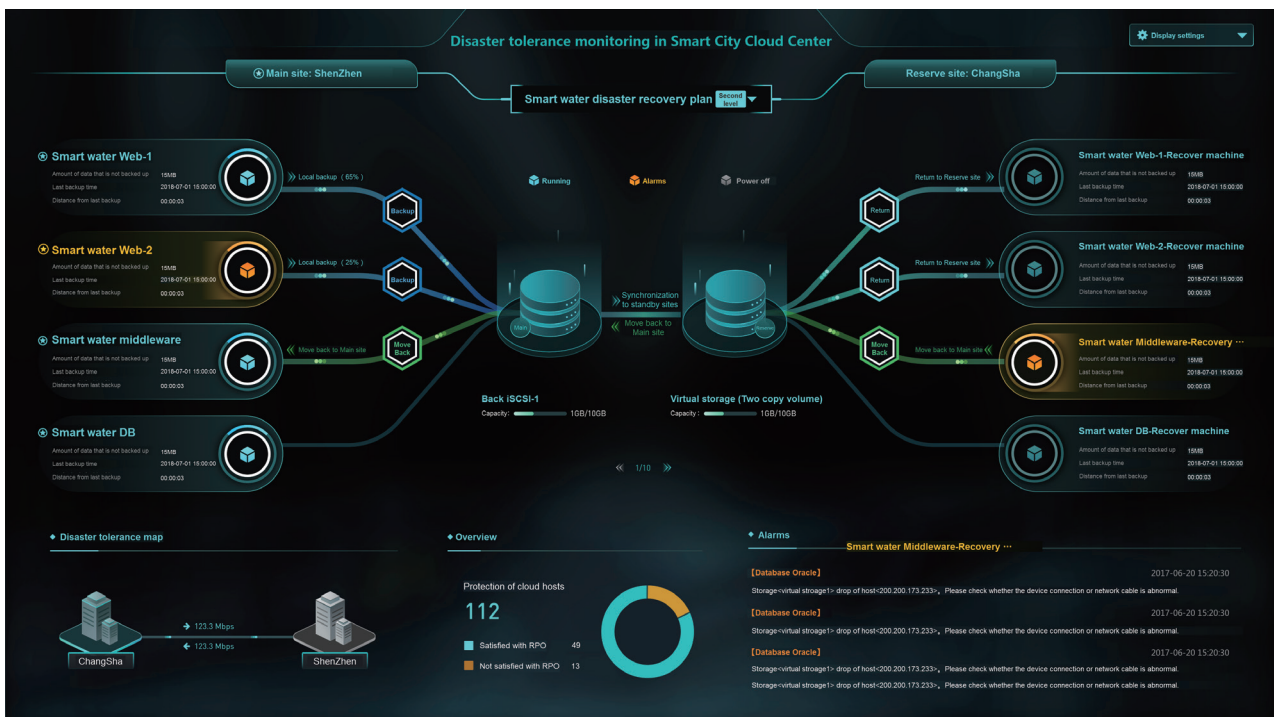 Disaster tolerance monitoring in Smart City Cloud Center
Display settings
Main site: ShenZhen
Reserve site: ChangSha
Smart water disaster recovery plan
Second level
Smart water Web-1
Amount of data that is not backed up 15MB
Last backup time 2018-07-01 15:00:00
Distance from last backup 00:00:03
Local backup ( 65% )
Backup
Smart water Web-2
Amount of data that is not backed up 15MB
Last backup time 2018-07-01 15:00:00
Distance from last backup 00:00:03
Local backup ( 25% )
Backup
Smart water middleware
Amount of data that is not backed up 15MB
Last backup time 2018-07-01 15:00:00
Distance from last backup 00:00:03
Move back to Main site
Move
Back
Smart water DB
Amount of data that is not backed up 15MB
Last backup time 2018-07-01 15:00:00
Distance from last backup 00:00:03
Running
Alarms
Power off
Main
Synchronization
to standby sites
Move back to
Main site
Reserve
Back iSCSI-1
Capacity: 1GB/10GB
Virtual storage (Two copy volume)
Capacity : 1GB/10GB
1/10
Return to Reserve site
Return
Smart water Web-1-Recover machine
Amount of data that is not backed up 15MB
Last backup time 2018-07-01 15:00:00
Distance from last backup 00:00:03
Return to Reserve site
Return
Smart water Web-2-Recover machine
Amount of data that is not backed up 15MB
Last backup time 2018-07-01 15:00:00
Distance from last backup 00:00:03
Move back to Main site
Move
Back
Smart water Middleware-Recovery ···
Amount of data that is not backed up 15MB
Last backup time 2018-07-01 15:00:00
Distance from last backup 00:00:03
Smart water DB-Recover machine
Amount of data that is not backed up 15MB
Last backup time 2018-07-01 15:00:00
Distance from last backup 00:00:03
Disaster tolerance map
123.3 Mbps
123.3 Mbps
ChangSha
ShenZhen
Overview
Protection of cloud hosts
112
Satisfied with RPO 49
Not satisfied with RPO 13
Alarms
Smart water Middleware-Recovery ···
【Database Oracle】 2017-06-20 15:20:30
Storage<virtual stroage1> drop of host<200.200.173.233>。Please check whether the device connection or network cable is abnormal.
【Database Oracle】 2017-06-20 15:20:30
Storage<virtual stroage1> drop of host<200.200.173.233>。Please check whether the device connection or network cable is abnormal.
【Database Oracle】 2017-06-20 15:20:30
Storage<virtual stroage1> drop of host<200.200.173.233>。Please check whether the device connection or network cable is abnormal.
Storage<virtual stroage1> drop of host<200.200.173.233>。Please check whether the device connection or network cable is abnormal.